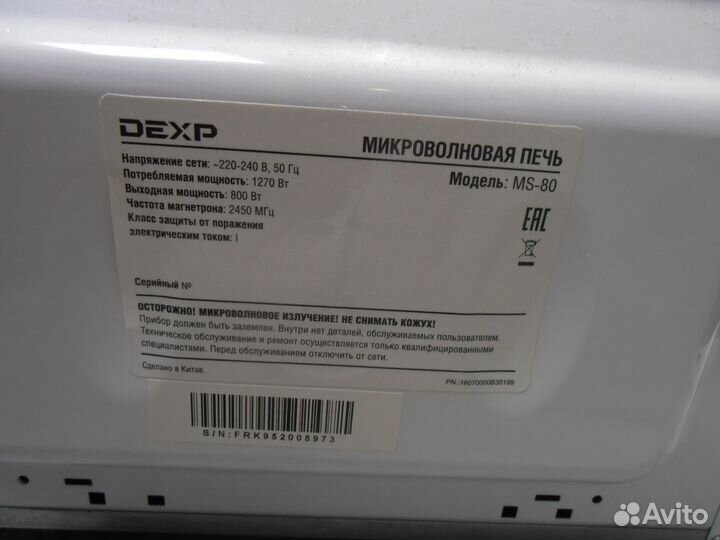 DEXP
МИКРОВОЛНОВАЯ ПЕЧЬ
Модель: MS-80
Напряжение сети: ~220-240 В, 50 Гц
Потребляемая мощность: 1270 Вт
Выходная мощность: 800 Вт
Частота магнетрона: 2450 МГц
Класс защиты от поражения
электрическим током: I
EAC
Серийный №
ОСТОРОЖНО! МИКРОВОЛНОВОЕ ИЗЛУЧЕНИЕ! НЕ СНИМАТЬ КОЖУХ!
Прибор должен быть заземлен. Внутри нет деталей, обслуживаемых пользователем.
Техническое обслуживание и ремонт осуществляется только квалифицированными
специалистами. Перед обслуживанием отключить от сети.
Сделано в Китае.
PN.:16070000B35199
S/N:FRK952008973
Avito